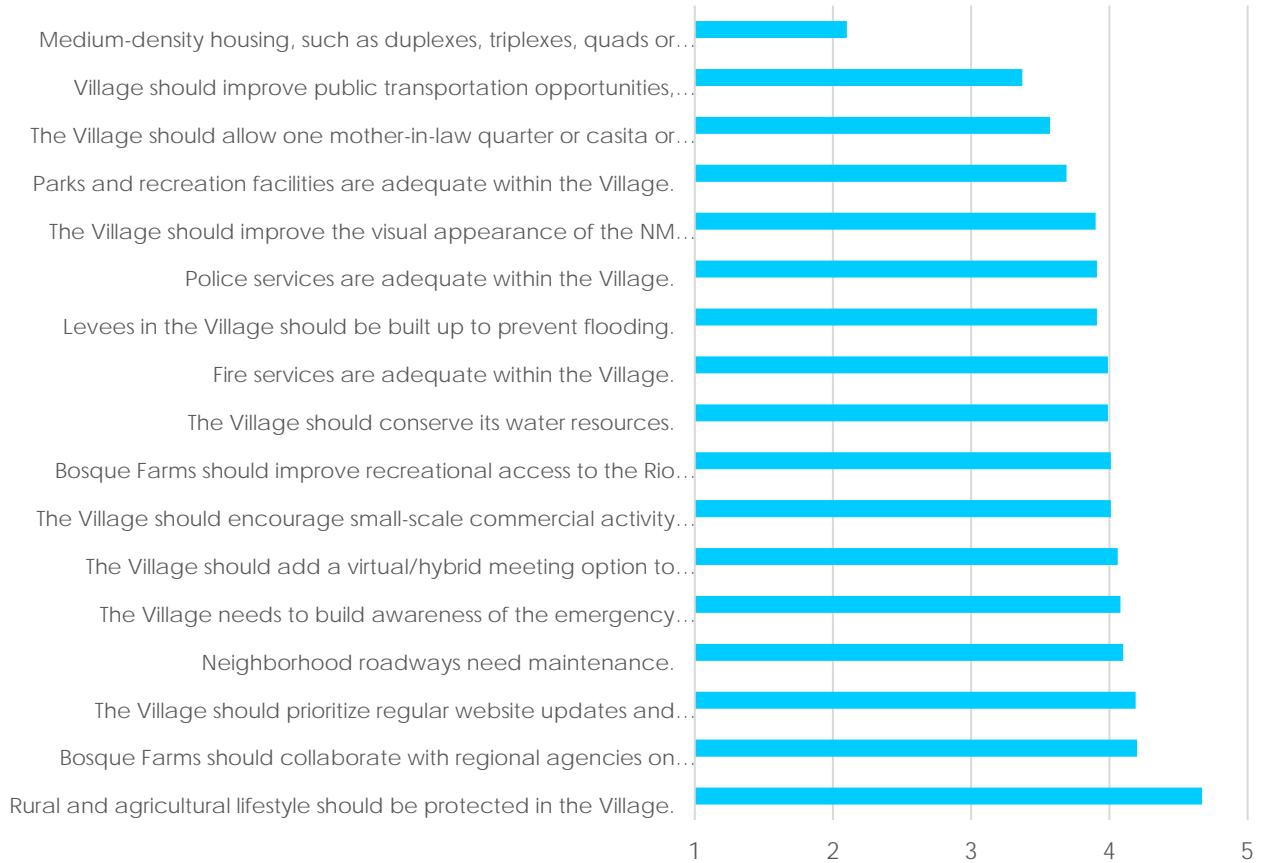 Medium-density housing, such as duplexes, triplexes, quads or…
Village should improve public transportation opportunities,…
The Village should allow one mother-in-law quarter or casita or…
Parks and recreation facilities are adequate within the Village.
The Village should improve the visual appearance of the NM…
Police services are adequate within the Village.
Levees in the Village should be built up to prevent flooding.
Fire services are adequate within the Village.
The Village should conserve its water resources.
Bosque Farms should improve recreational access to the Rio…
The Village should encourage small-scale commercial activity…
The Village should add a virtual/hybrid meeting option to…
The Village needs to build awareness of the emergency…
Neighborhood roadways need maintenance.
The Village should prioritize regular website updates and…
Bosque Farms should collaborate with regional agencies on…
Rural and agricultural lifestyle should be protected in the Village.
1 2 3 4 5